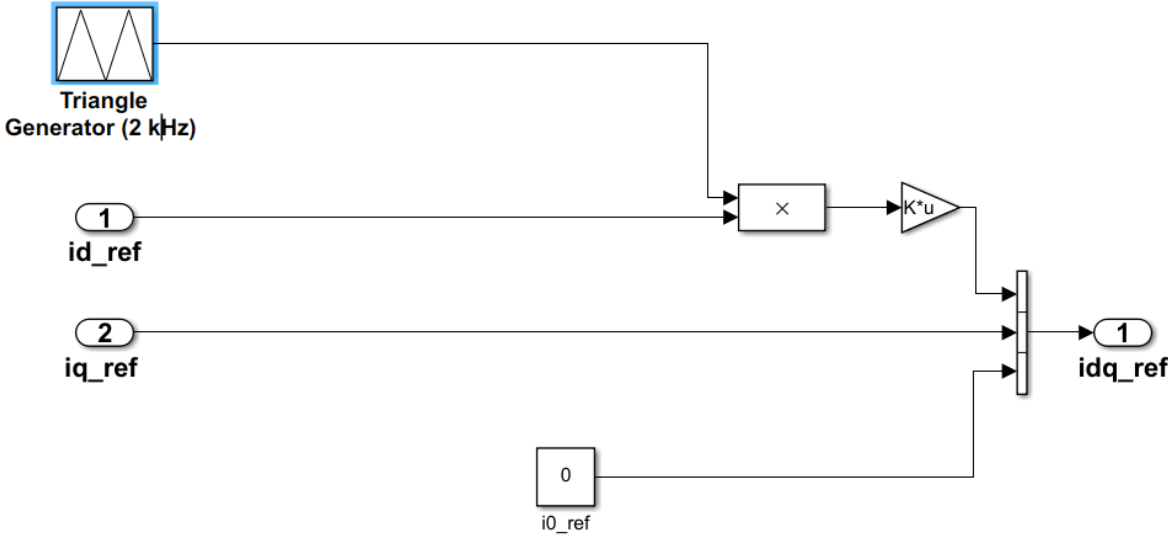 Triangle
Generator (2 kHz)
1
id_ref
×
K*u
2
iq_ref
1
idq_ref
0
i0_ref